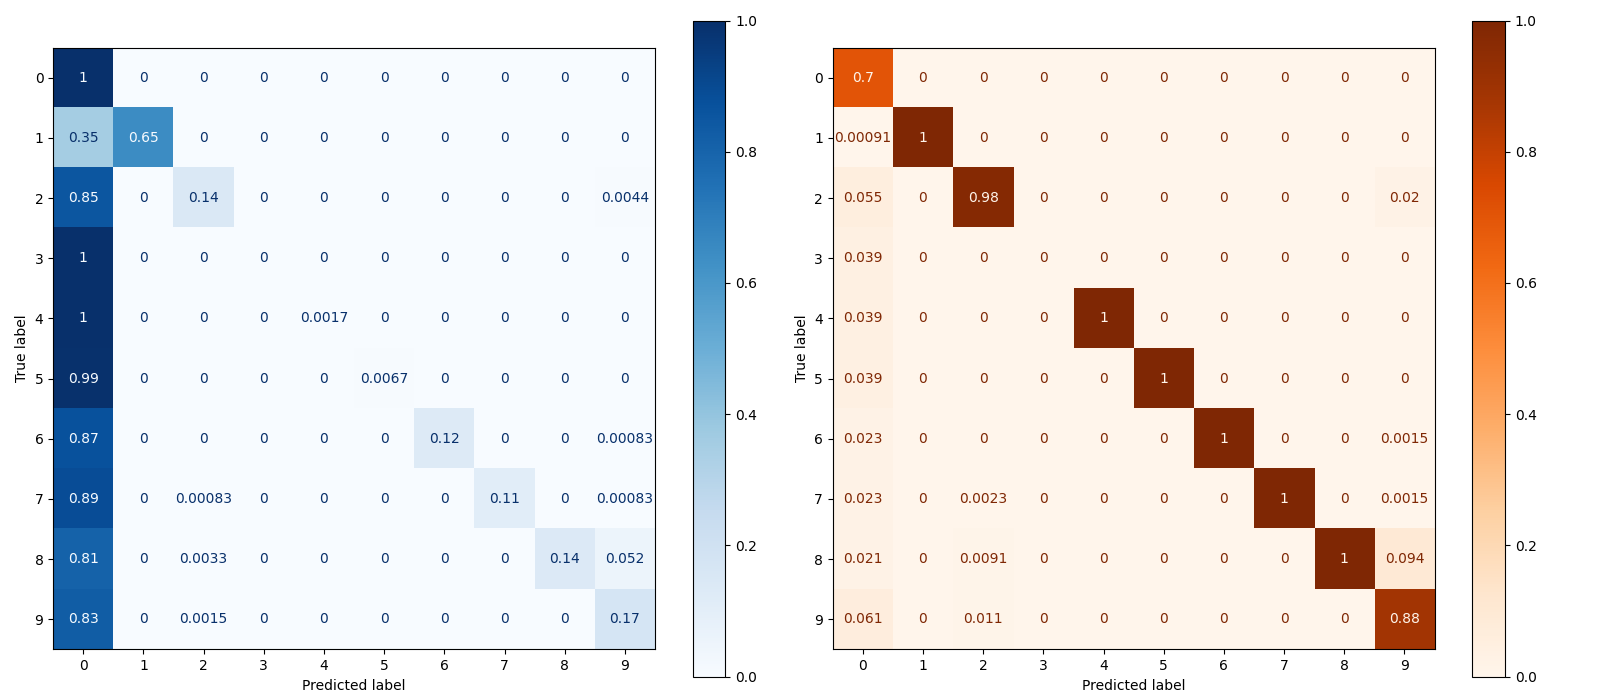 1.0
0 1 0 0 0 0 0 0 0 0 0
1 0.35 0.65 0 0 0 0 0 0 0 0
0.8
2 0.85 0 0.14 0 0 0 0 0 0 0.0044
3 1 0 0 0 0 0 0 0 0 0
0.6
4 1 0 0 0 0.0017 0 0 0 0 0
True label
5 0.99 0 0 0 0 0.0067 0 0 0 0
0.4
6 0.87 0 0 0 0 0 0.12 0 0 0.00083
7 0.89 0 0.00083 0 0 0 0 0.11 0 0.00083
0.2
8 0.81 0 0.0033 0 0 0 0 0 0.14 0.052
9 0.83 0 0.0015 0 0 0 0 0 0 0.17
0.0
0 1 2 3 4 5 6 7 8 9
Predicted label
1.0
0 0.7 0 0 0 0 0 0 0 0 0
1 0.00091 1 0 0 0 0 0 0 0 0
0.8
2 0.055 0 0.98 0 0 0 0 0 0 0.02
3 0.039 0 0 0 0 0 0 0 0 0
0.6
4 0.039 0 0 0 1 0 0 0 0 0
True label
5 0.039 0 0 0 0 1 0 0 0 0
0.4
6 0.023 0 0 0 0 0 1 0 0 0.0015
7 0.023 0 0.0023 0 0 0 0 1 0 0.0015
0.2
8 0.021 0 0.0091 0 0 0 0 0 1 0.094
9 0.061 0 0.011 0 0 0 0 0 0 0.88
0.0
0 1 2 3 4 5 6 7 8 9
Predicted label